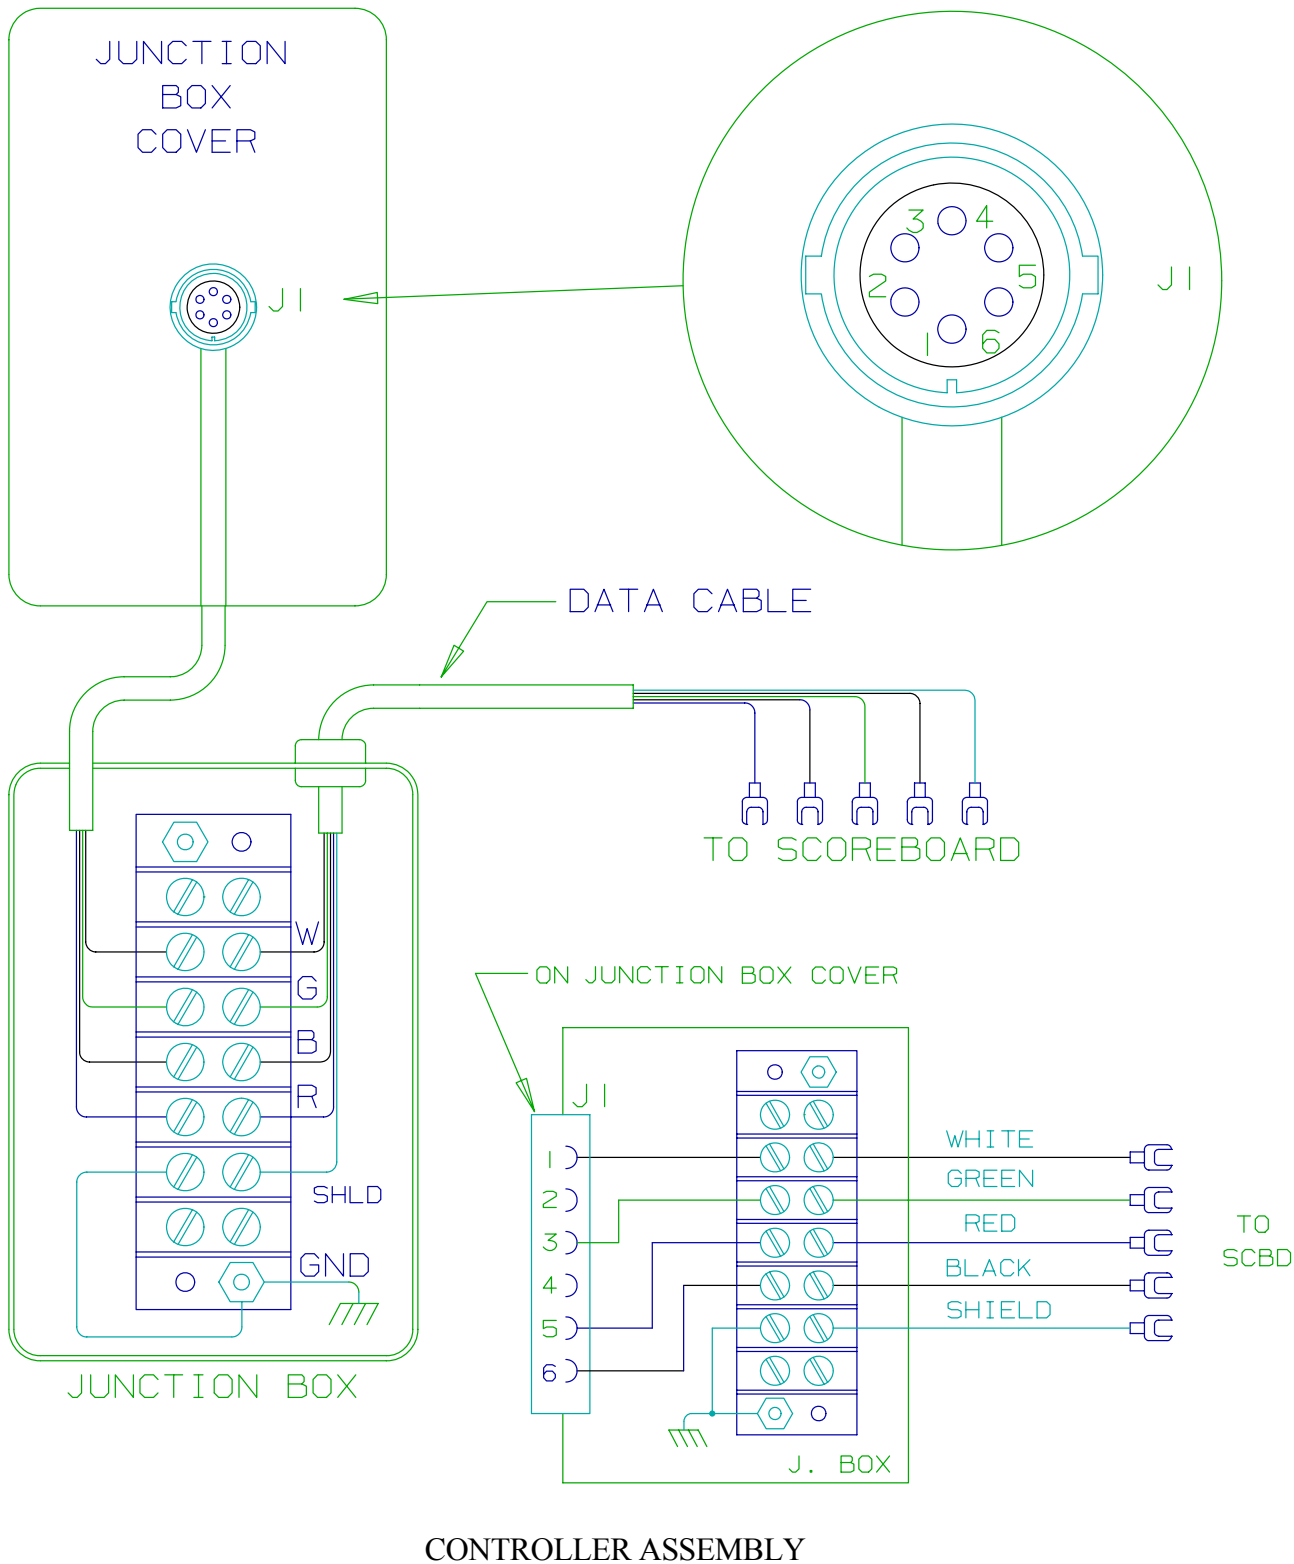 JUNCTION
BOX
COVER
J1
3 4
2 5
1 6
J1
DATA CABLE
TO SCOREBOARD
W
G
B
R
SHLD
GND
JUNCTION BOX
ON JUNCTION BOX COVER
J1
1
2
3
4
5
6
WHITE
GREEN
RED
BLACK
SHIELD
TO
SCBD
J. BOX
CONTROLLER ASSEMBLY